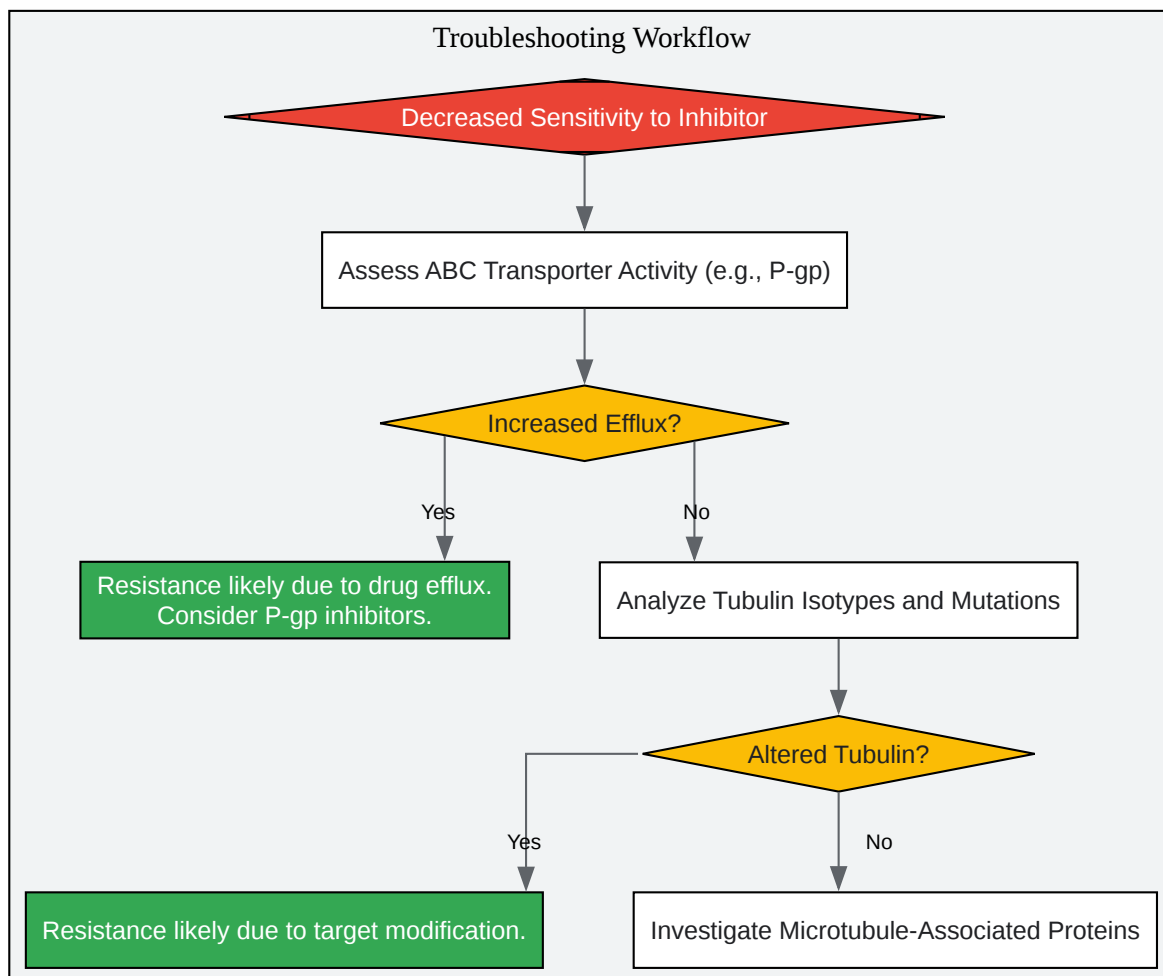 Troubleshooting Workflow
Decreased Sensitivity to Inhibitor
Assess ABC Transporter Activity (e.g., P-gp)
Increased Efflux?
Yes
No
Resistance likely due to drug efflux.
Consider P-gp inhibitors.
Analyze Tubulin Isotypes and Mutations
Altered Tubulin?
Yes
No
Resistance likely due to target modification.
Investigate Microtubule-Associated Proteins